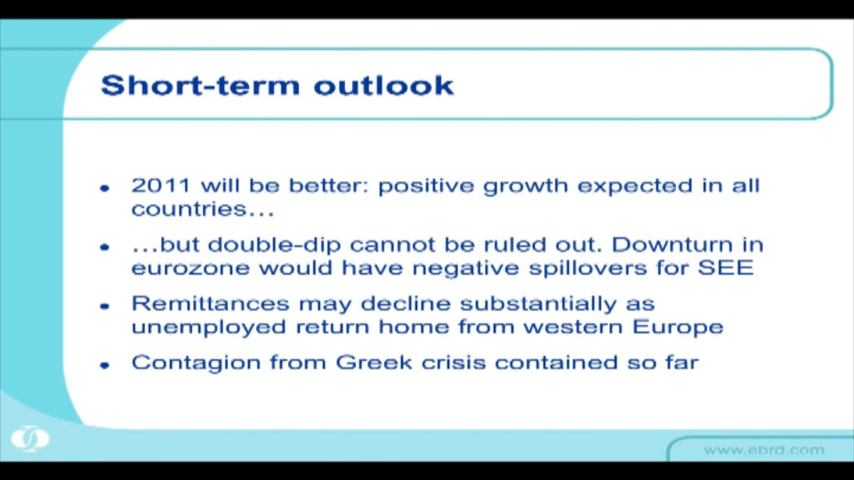 Short-term outlook
• 2011 will be better: positive growth expected in all
countries...
• ...but double-dip cannot be ruled out. Downturn in
eurozone would have negative spillovers for SEE
• Remittances may decline substantially as
unemployed return home from western Europe
• Contagion from Greek crisis contained so far
www.ebrd.com